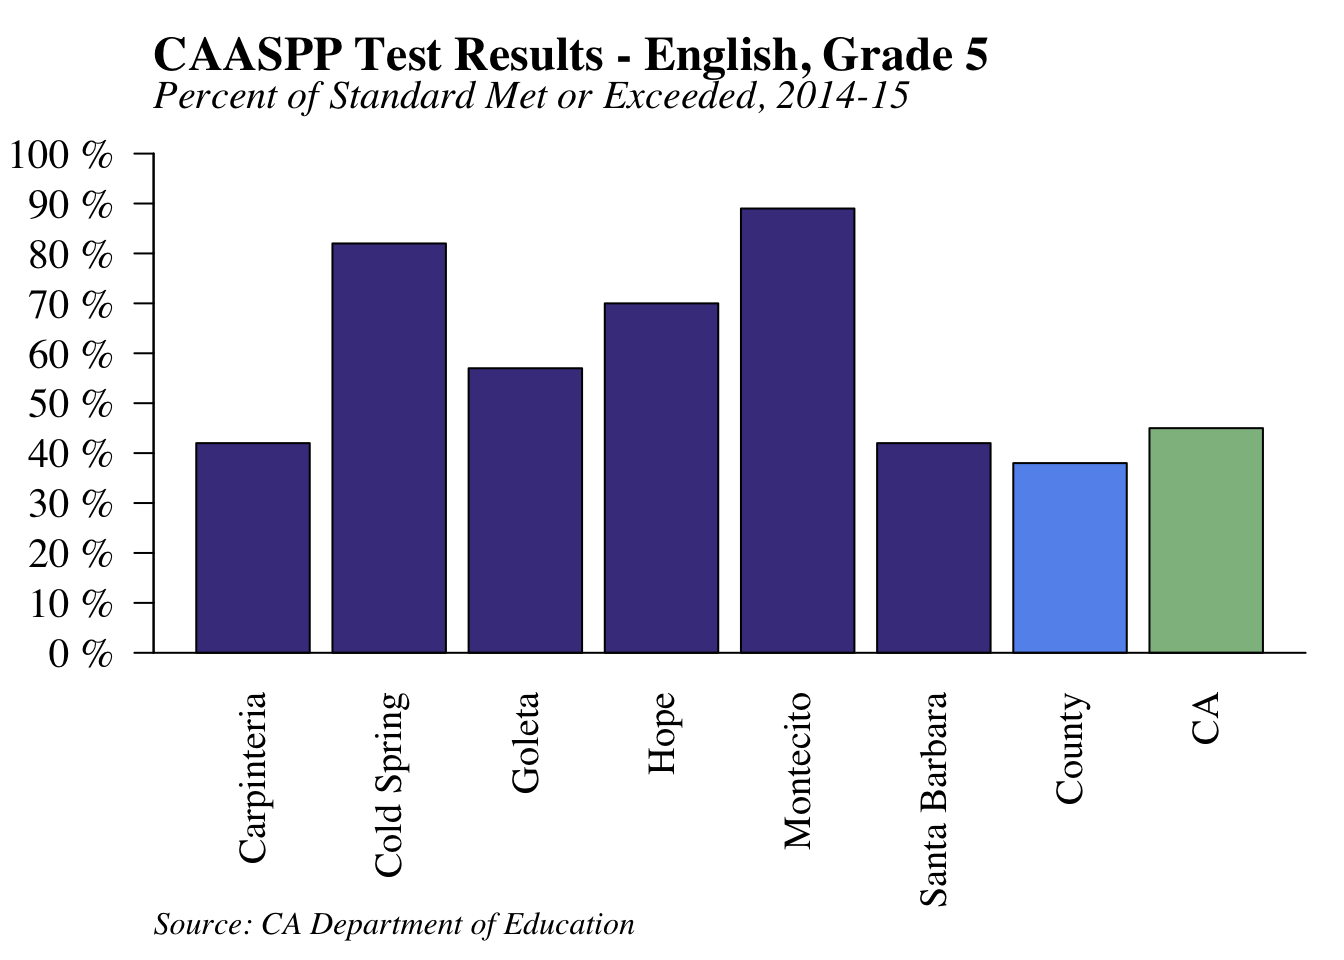 CAASPP Test Results - English, Grade 5
Percent of Standard Met or Exceeded, 2014-15
100 %
90 %
80 %
70 %
60 %
50 %
40 %
30 %
20 %
10 %
0 %
Carpinteria
Cold Spring
Goleta
Hope
Montecito
Santa Barbara
County
CA
Source: CA Department of Education